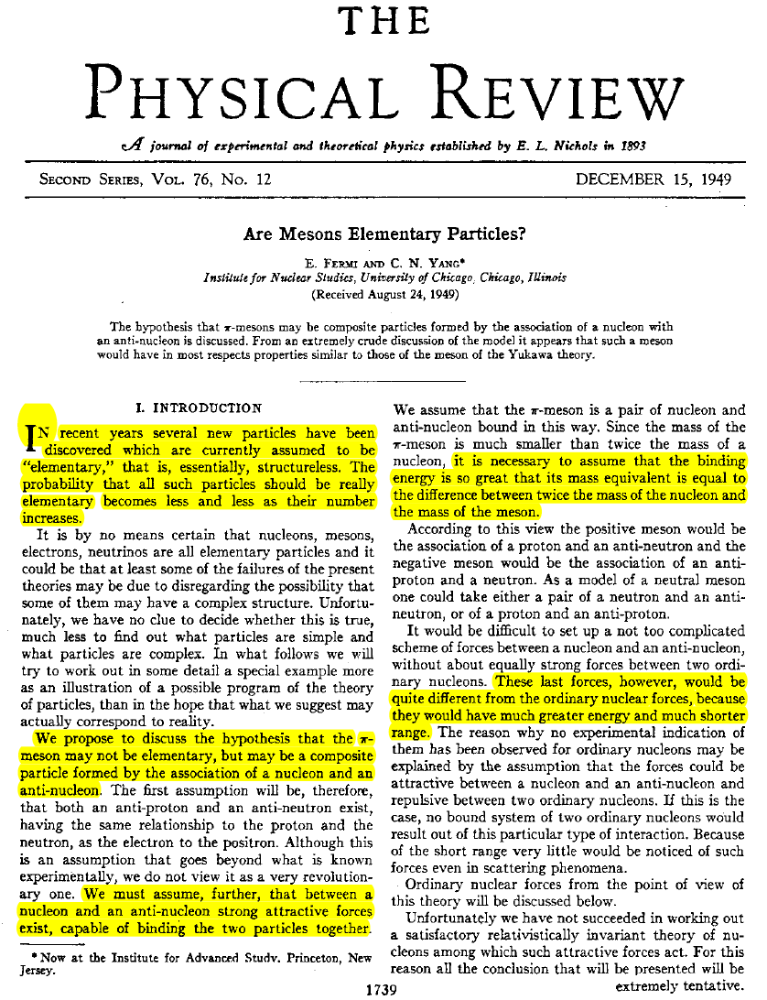 THE
PHYSICAL REVIEW
A journal of experimental and theoretical physics established by E. L. Nichols in 1893
SECOND SERIES, VOL. 76, NO. 12 DECEMBER 15, 1949
Are Mesons Elementary Particles?
E. FERMI AND C. N. YANG*
Institute for Nuclear Studies, University of Chicago, Chicago, Illinois
(Received August 24, 1949)
The hypothesis that π-mesons may be composite particles formed by the association of a nucleon with
an anti-nucleon is discussed. From an extremely crude discussion of the model it appears that such a meson
would have in most respects properties similar to those of the meson of the Yukawa theory.
I. INTRODUCTION
IN recent years several new particles have been
discovered which are currently assumed to be
“elementary,” that is, essentially, structureless. The
probability that all such particles should be really
elementary becomes less and less as their number
increases.
It is by no means certain that nucleons, mesons,
electrons, neutrinos are all elementary particles and it
could be that at least some of the failures of the present
theories may be due to disregarding the possibility that
some of them may have a complex structure. Unfortu-
nately, we have no clue to decide whether this is true,
much less to find out what particles are simple and
what particles are complex. In what follows we will
try to work out in some detail a special example more
as an illustration of a possible program of the theory
of particles, than in the hope that what we suggest may
actually correspond to reality.
We propose to discuss the hypothesis that the π-
meson may not be elementary, but may be a composite
particle formed by the association of a nucleon and an
anti-nucleon. The first assumption will be, therefore,
that both an anti-proton and an anti-neutron exist,
having the same relationship to the proton and the
neutron, as the electron to the positron. Although this
is an assumption that goes beyond what is known
experimentally, we do not view it as a very revolution-
ary one. We must assume, further, that between a
nucleon and an anti-nucleon strong attractive forces
exist, capable of binding the two particles together.
* Now at the Institute for Advanced Study. Princeton, New
Jersey.
We assume that the π-meson is a pair of nucleon and
anti-nucleon bound in this way. Since the mass of the
π-meson is much smaller than twice the mass of a
nucleon, it is necessary to assume that the binding
energy is so great that its mass equivalent is equal to
the difference between twice the mass of the nucleon and
the mass of the meson.
According to this view the positive meson would be
the association of a proton and an anti-neutron and the
negative meson would be the association of an anti-
proton and a neutron. As a model of a neutral meson
one could take either a pair of a neutron and an anti-
neutron, or of a proton and an anti-proton.
It would be difficult to set up a not too complicated
scheme of forces between a nucleon and an anti-nucleon,
without about equally strong forces between two ordi-
nary nucleons. These last forces, however, would be
quite different from the ordinary nuclear forces, because
they would have much greater energy and much shorter
range. The reason why no experimental indication of
them has been observed for ordinary nucleons may be
explained by the assumption that the forces could be
attractive between a nucleon and an anti-nucleon and
repulsive between two ordinary nucleons. If this is the
case, no bound system of two ordinary nucleons would
result out of this particular type of interaction. Because
of the short range very little would be noticed of such
forces even in scattering phenomena.
Ordinary nuclear forces from the point of view of
this theory will be discussed below.
Unfortunately we have not succeeded in working out
a satisfactory relativistically invariant theory of nu-
cleons among which such attractive forces act. For this
reason all the conclusion that will be presented will be
extremely tentative.
1739